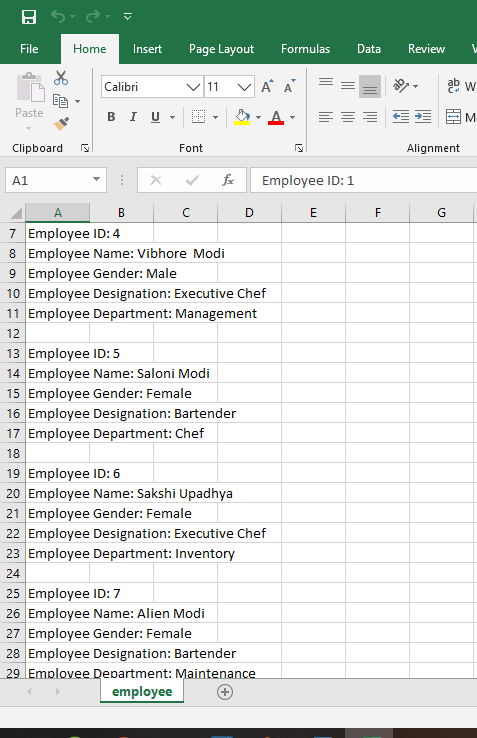 File Home Insert Page Layout Formulas Data Review
Calibri 11 A A ab W
Paste B I U A M
Clipboard Font Alignment
A1 fx Employee ID: 1
A B C D E F G
7 Employee ID: 4
8 Employee Name: Vibhore  Modi
9 Employee Gender: Male
10 Employee Designation: Executive Chef
11 Employee Department: Management
12
13 Employee ID: 5
14 Employee Name: Saloni Modi
15 Employee Gender: Female
16 Employee Designation: Bartender
17 Employee Department: Chef
18
19 Employee ID: 6
20 Employee Name: Sakshi Upadhya
21 Employee Gender: Female
22 Employee Designation: Executive Chef
23 Employee Department: Inventory
24
25 Employee ID: 7
26 Employee Name: Alien Modi
27 Employee Gender: Female
28 Employee Designation: Bartender
29 Employee Department: Maintenance
employee